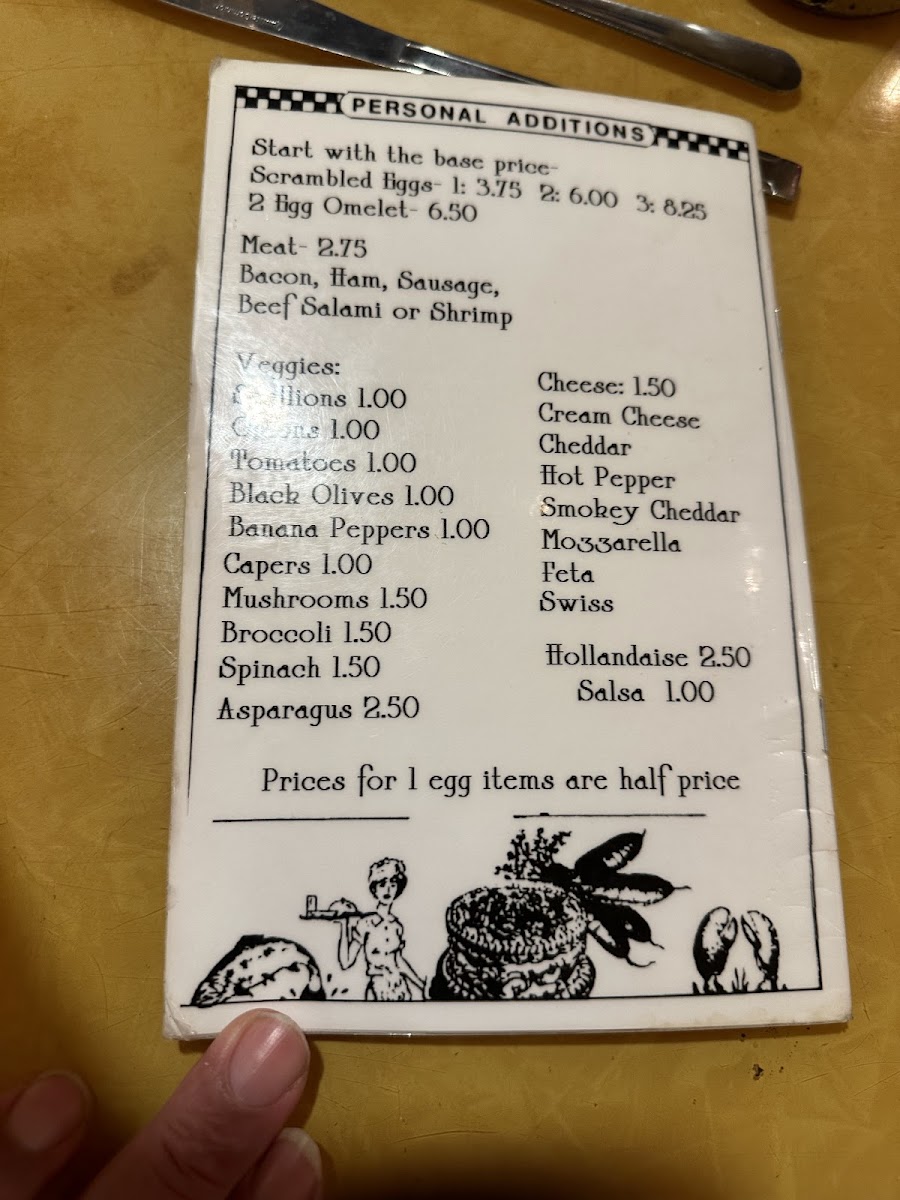 PERSONAL ADDITIONS
Start with the base price-
Scrambled Eggs- 1: 3.75 2: 6.00 3: 8.25
2 Egg Omelet- 6.50
Meat- 2.75
Bacon, Ham, Sausage,
Beef Salami or Shrimp
Veggies:
Scallions 1.00
Onions 1.00
Tomatoes 1.00
Black Olives 1.00
Banana Peppers 1.00
Capers 1.00
Mushrooms 1.50
Broccoli 1.50
Spinach 1.50
Asparagus 2.50
Cheese: 1.50
Cream Cheese
Cheddar
Hot Pepper
Smokey Cheddar
Mozzarella
Feta
Swiss
Hollandaise 2.50
Salsa 1.00
Prices for 1 egg items are half price